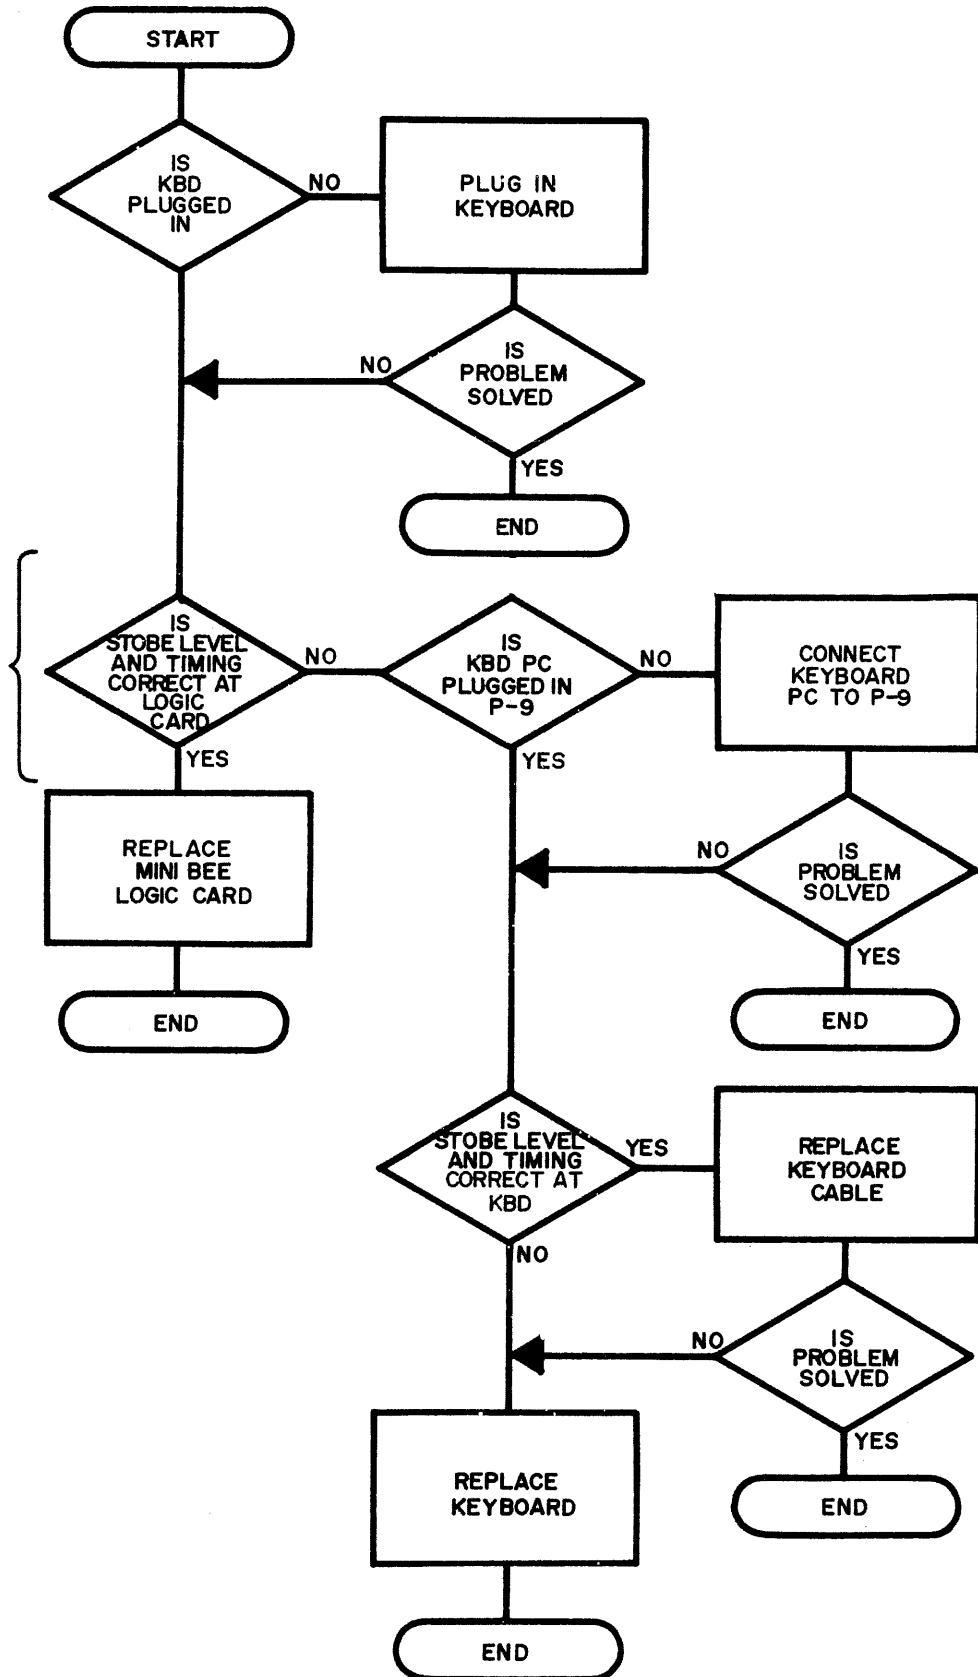 START
IS
KBD
PLUGGED
IN
NO
PLUG IN
KEYBOARD
IS
PROBLEM
SOLVED
NO
YES
END
IS
STOBE LEVEL
AND TIMING
CORRECT AT
LOGIC
CARD
NO
YES
REPLACE
MINI BEE
LOGIC CARD
END
IS
KBD PC
PLUGGED IN
P-9
NO
YES
CONNECT
KEYBOARD
PC TO P-9
IS
PROBLEM
SOLVED
NO
YES
END
IS
STOBE LEVEL
AND TIMING
CORRECT AT
KBD
YES
NO
REPLACE
KEYBOARD
CABLE
IS
PROBLEM
SOLVED
NO
YES
END
REPLACE
KEYBOARD
END